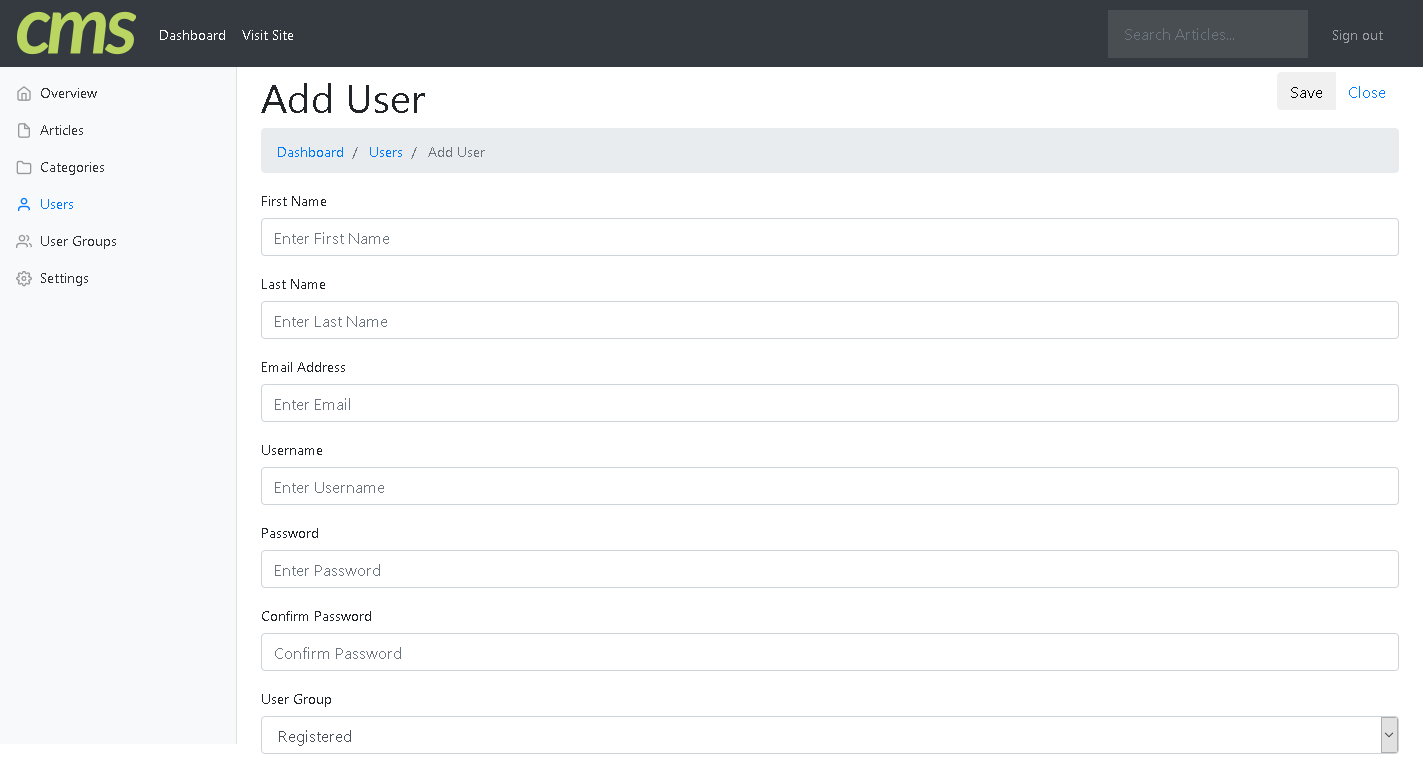 cms Dashboard Visit Site Search Articles... Sign out
Overview
Articles
Categories
Users
User Groups
Settings
Add User
Save Close
Dashboard / Users / Add User
First Name
Enter First Name
Last Name
Enter Last Name
Email Address
Enter Email
Username
Enter Username
Password
Enter Password
Confirm Password
Confirm Password
User Group
Registered